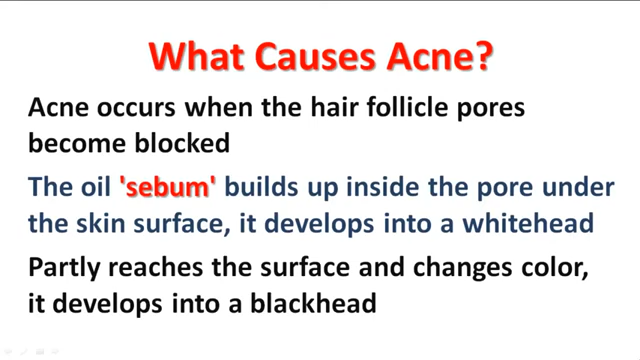 What Causes Acne?
Acne occurs when the hair follicle pores
become blocked
The oil 'sebum' builds up inside the pore under
the skin surface, it develops into a whitehead
Partly reaches the surface and changes color,
it develops into a blackhead